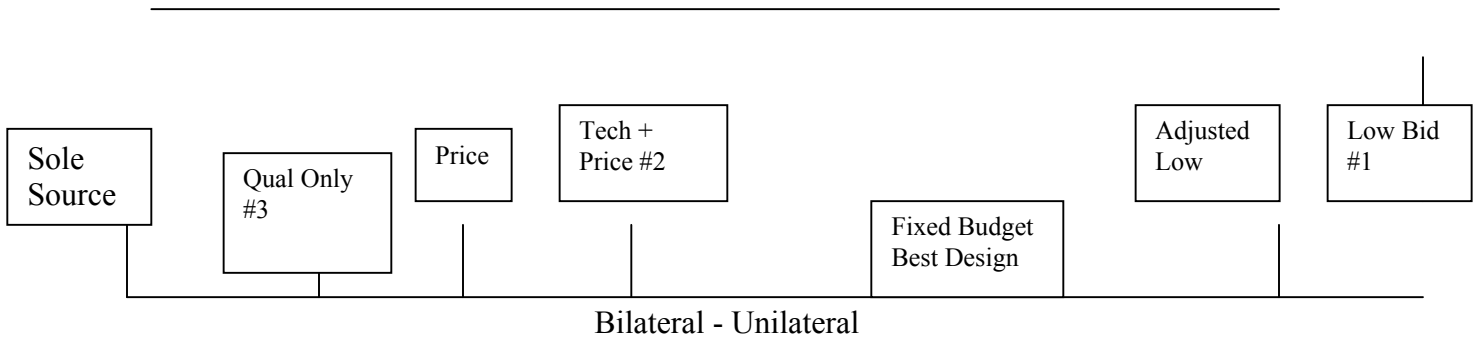 Sole
Source
Qual Only
#3
Price
Tech +
Price #2
Fixed Budget
Best Design
Adjusted
Low
Low Bid
#1
Bilateral - Unilateral